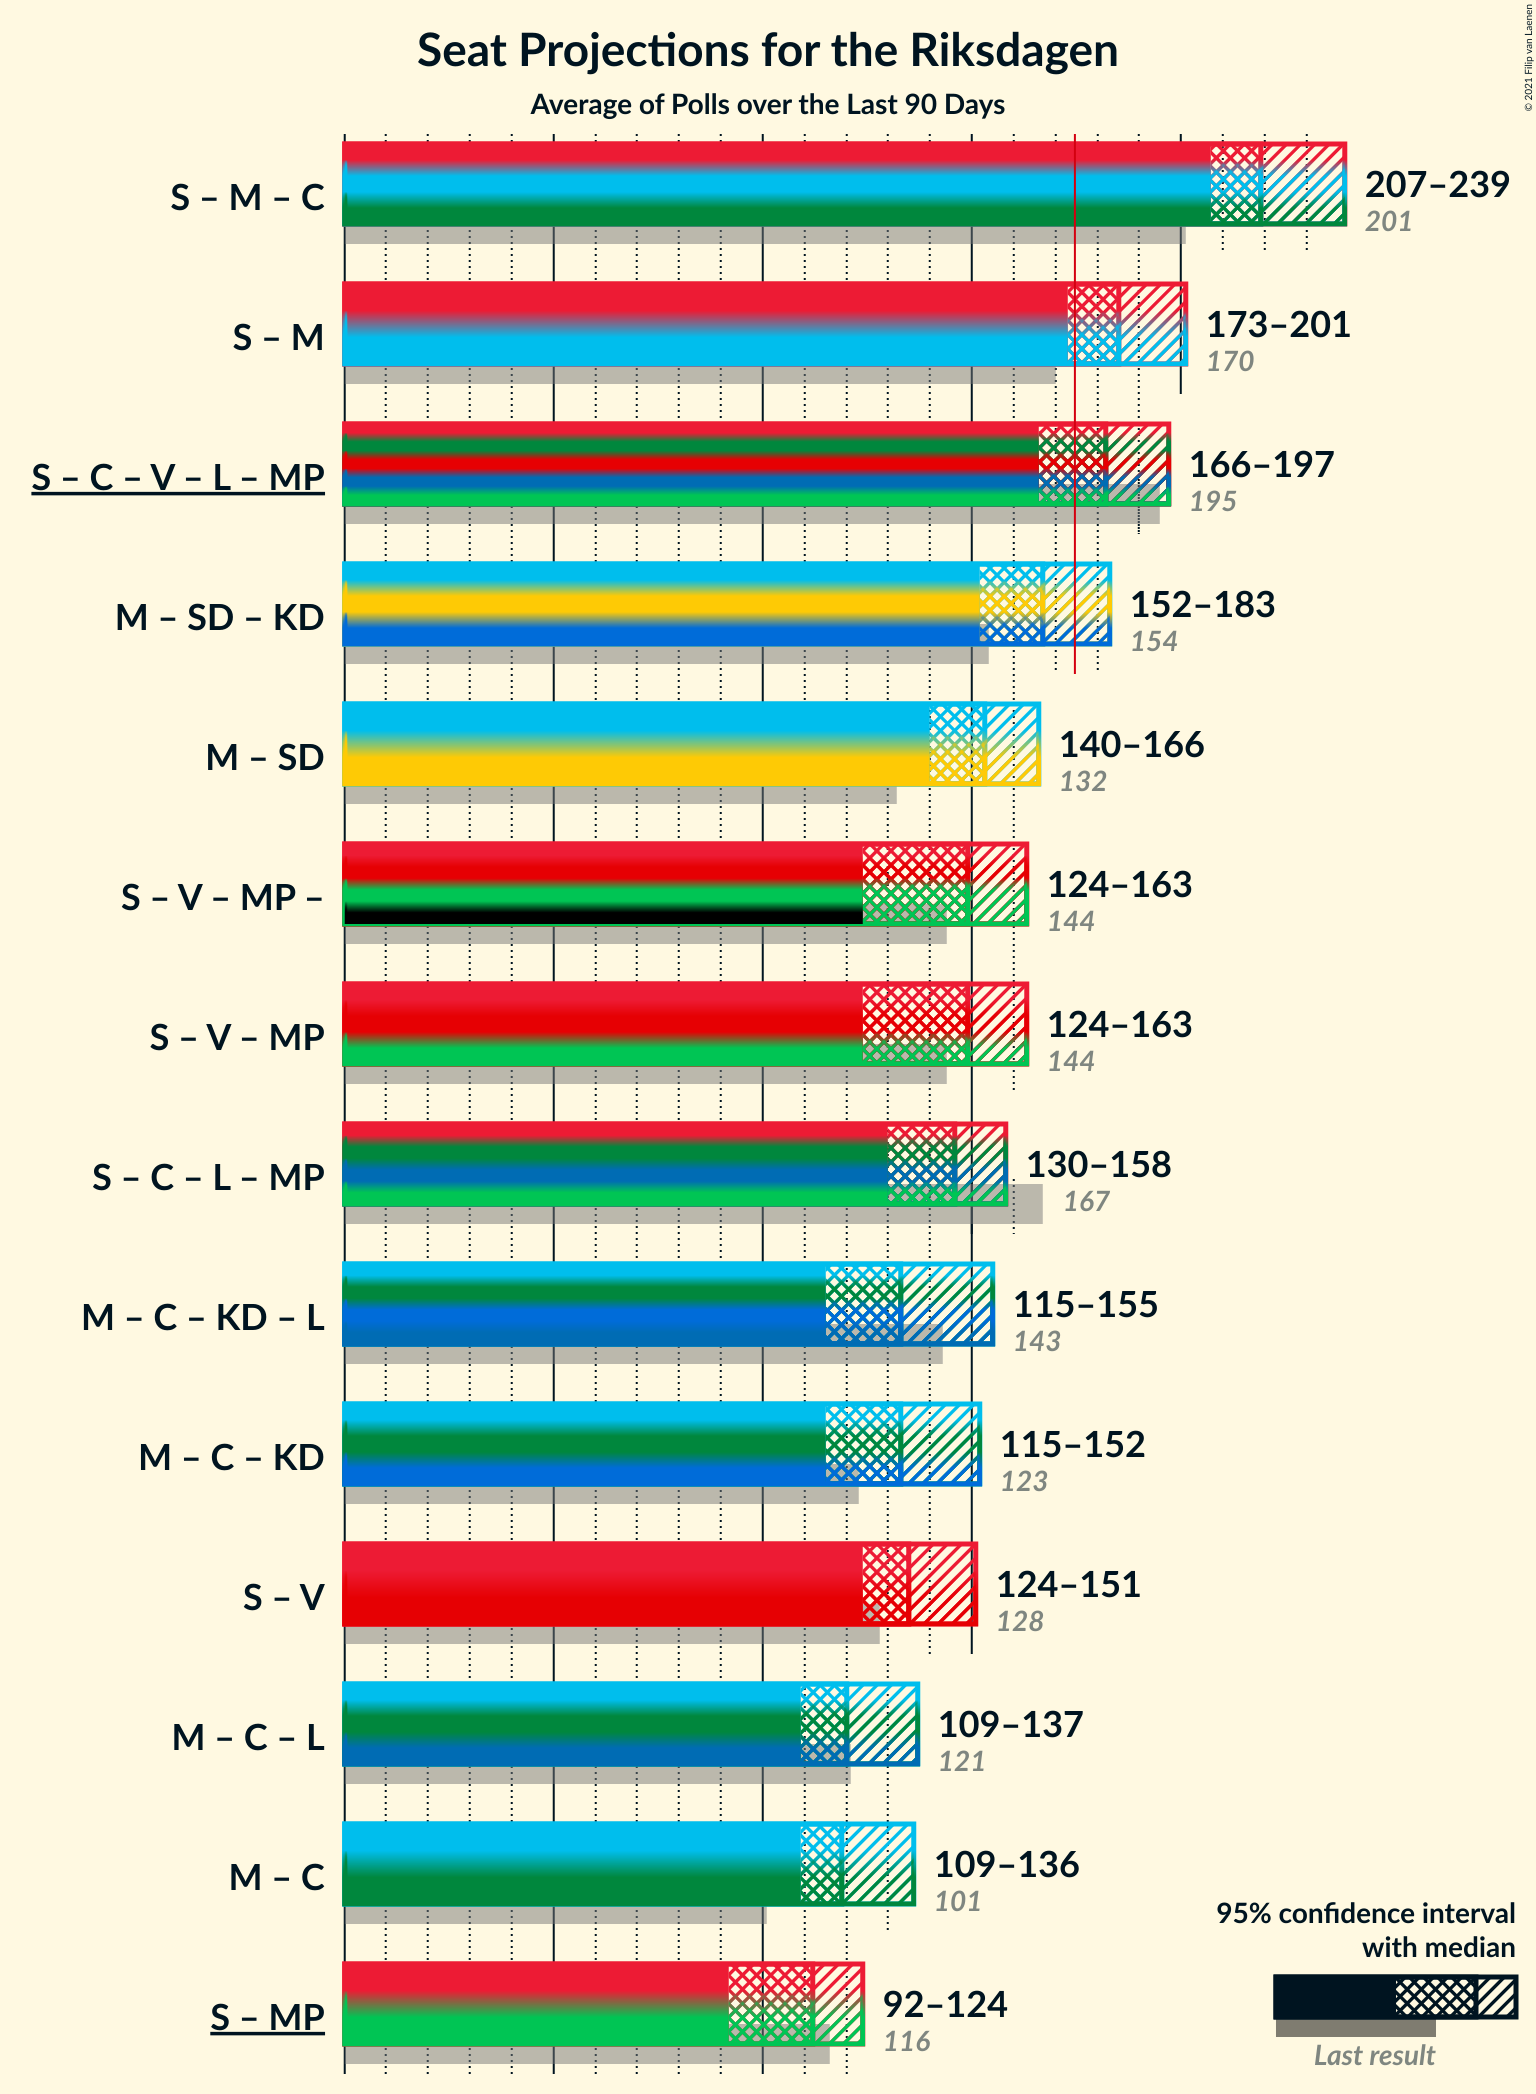 Seat Projections for the Riksdagen
Average of Polls over the Last 90 Days
© 2021 Filip van Laenen
S – M – C
207–239
201
S – M
173–201
170
S – C – V – L – MP
166–197
195
M – SD – KD
152–183
154
M – SD
140–166
132
S – V – MP –
124–163
144
S – V – MP
124–163
144
S – C – L – MP
130–158
167
M – C – KD – L
115–155
143
M – C – KD
115–152
123
S – V
124–151
128
M – C – L
109–137
121
M – C
109–136
101
S – MP
92–124
116
95% confidence interval
with median
Last result